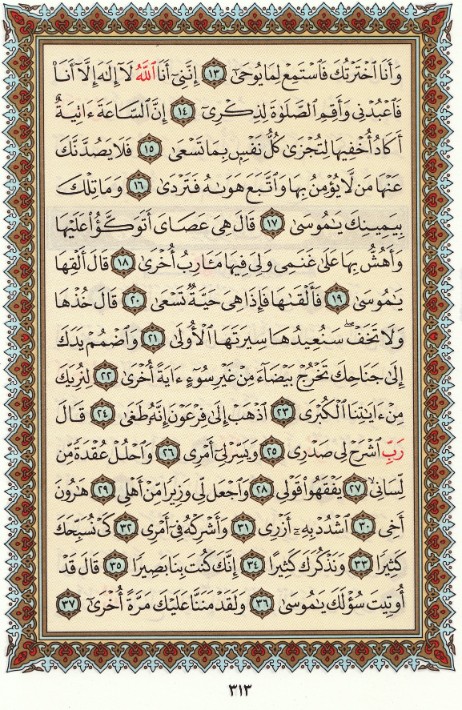 وَأَنَا ٱخْتَرْتُكَ فَٱسْتَمِعْ لِمَا يُوحَىٰٓ ١٣ إِنَّنِىٓ أَنَا ٱللَّهُ لَآ إِلَٰهَ إِلَّآ أَنَا۠
فَٱعْبُدْنِى وَأَقِمِ ٱلصَّلَوٰةَ لِذِكْرِىٓ ١٤ إِنَّ ٱلسَّاعَةَ ءَاتِيَةٌ
أَكَادُ أُخْفِيهَا لِتُجْزَىٰ كُلُّ نَفْسٍۭ بِمَا تَسْعَىٰ ١٥ فَلَا يَصُدَّنَّكَ
عَنْهَا مَن لَّا يُؤْمِنُ بِهَا وَٱتَّبَعَ هَوَىٰهُ فَتَرْدَىٰ ١٦ وَمَا تِلْكَ
بِيَمِينِكَ يَٰمُوسَىٰ ١٧ قَالَ هِىَ عَصَاىَ أَتَوَكَّؤُا۟ عَلَيْهَا
وَأَهُشُّ بِهَا عَلَىٰ غَنَمِى وَلِىَ فِيهَا مَـَٔارِبُ أُخْرَىٰ ١٨ قَالَ أَلْقِهَا
يَٰمُوسَىٰ ١٩ فَأَلْقَىٰهَا فَإِذَا هِىَ حَيَّةٌ تَسْعَىٰ ٢٠ قَالَ خُذْهَا
وَلَا تَخَفْ ۖ سَنُعِيدُهَا سِيرَتَهَا ٱلْأُولَىٰ ٢١ وَٱضْمُمْ يَدَكَ
إِلَىٰ جَنَاحِكَ تَخْرُجْ بَيْضَآءَ مِنْ غَيْرِ سُوٓءٍ ءَايَةً أُخْرَىٰ ٢٢ لِنُرِيَكَ
مِنْ ءَايَٰتِنَا ٱلْكُبْرَى ٢٣ ٱذْهَبْ إِلَىٰ فِرْعَوْنَ إِنَّهُۥ طَغَىٰ ٢٤ قَالَ
رَبِّ ٱشْرَحْ لِى صَدْرِى ٢٥ وَيَسِّرْ لِىٓ أَمْرِى ٢٦ وَٱحْلُلْ عُقْدَةً مِّن
لِّسَانِى ٢٧ يَفْقَهُوا۟ قَوْلِى ٢٨ وَٱجْعَل لِّى وَزِيرًا مِّنْ أَهْلِى ٢٩ هَٰرُونَ
أَخِى ٣٠ ٱشْدُدْ بِهِۦٓ أَزْرِى ٣١ وَأَشْرِكْهُ فِىٓ أَمْرِى ٣٢ كَىْ نُسَبِّحَكَ
كَثِيرًا ٣٣ وَنَذْكُرَكَ كَثِيرًا ٣٤ إِنَّكَ كُنتَ بِنَا بَصِيرًا ٣٥ قَالَ قَدْ
أُوتِيتَ سُؤْلَكَ يَٰمُوسَىٰ ٣٦ وَلَقَدْ مَنَنَّا عَلَيْكَ مَرَّةً أُخْرَىٰٓ ٣٧
٣١٣